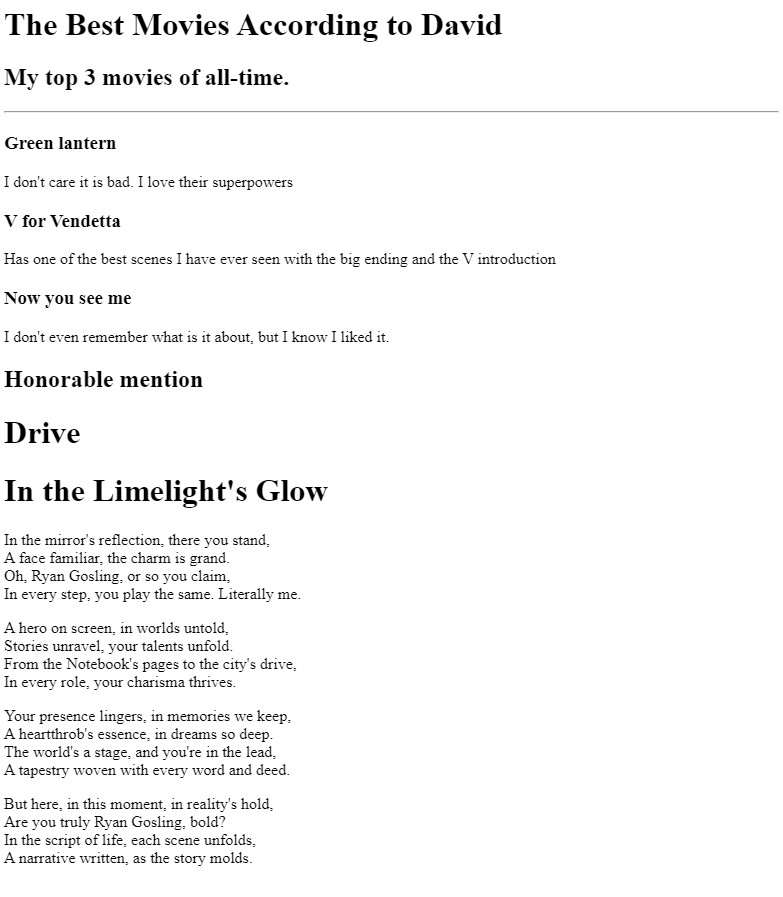 The Best Movies According to David
My top 3 movies of all-time.
Green lantern
I don't care it is bad. I love their superpowers
V for Vendetta
Has one of the best scenes I have ever seen with the big ending and the V introduction
Now you see me
I don't even remember what is it about, but I know I liked it.
Honorable mention
Drive
In the Limelight's Glow
In the mirror's reflection, there you stand,
A face familiar, the charm is grand.
Oh, Ryan Gosling, or so you claim,
In every step, you play the same. Literally me.
A hero on screen, in worlds untold,
Stories unravel, your talents unfold.
From the Notebook's pages to the city's drive,
In every role, your charisma thrives.
Your presence lingers, in memories we keep,
A heartthrob's essence, in dreams so deep.
The world's a stage, and you're in the lead,
A tapestry woven with every word and deed.
But here, in this moment, in reality's hold,
Are you truly Ryan Gosling, bold?
In the script of life, each scene unfolds,
A narrative written, as the story molds.